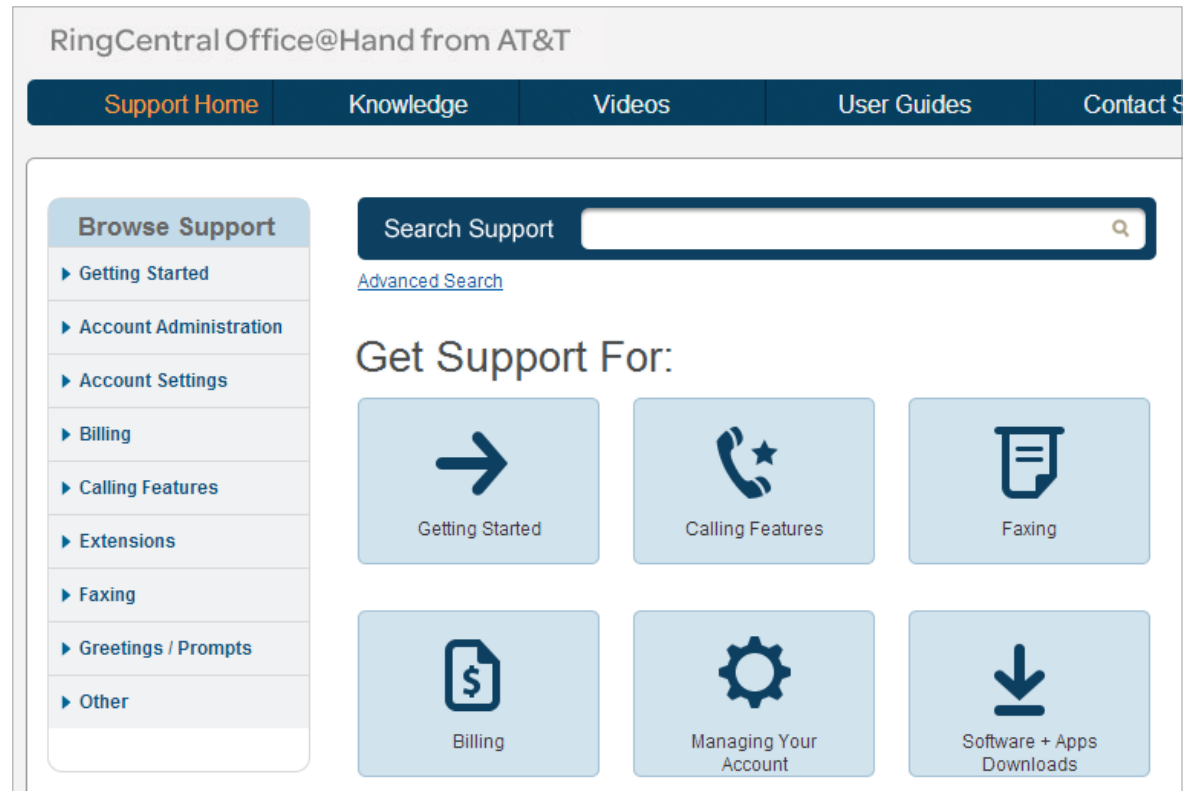 RingCentral Office@Hand from AT&T
Support Home Knowledge Videos User Guides Contact S
Browse Support
Getting Started
Account Administration
Account Settings
Billing
Calling Features
Extensions
Faxing
Greetings / Prompts
Other
Search Support
Advanced Search
Get Support For:
Getting Started
Calling Features
Faxing
$
Billing
Managing Your
Account
Software + Apps
Downloads